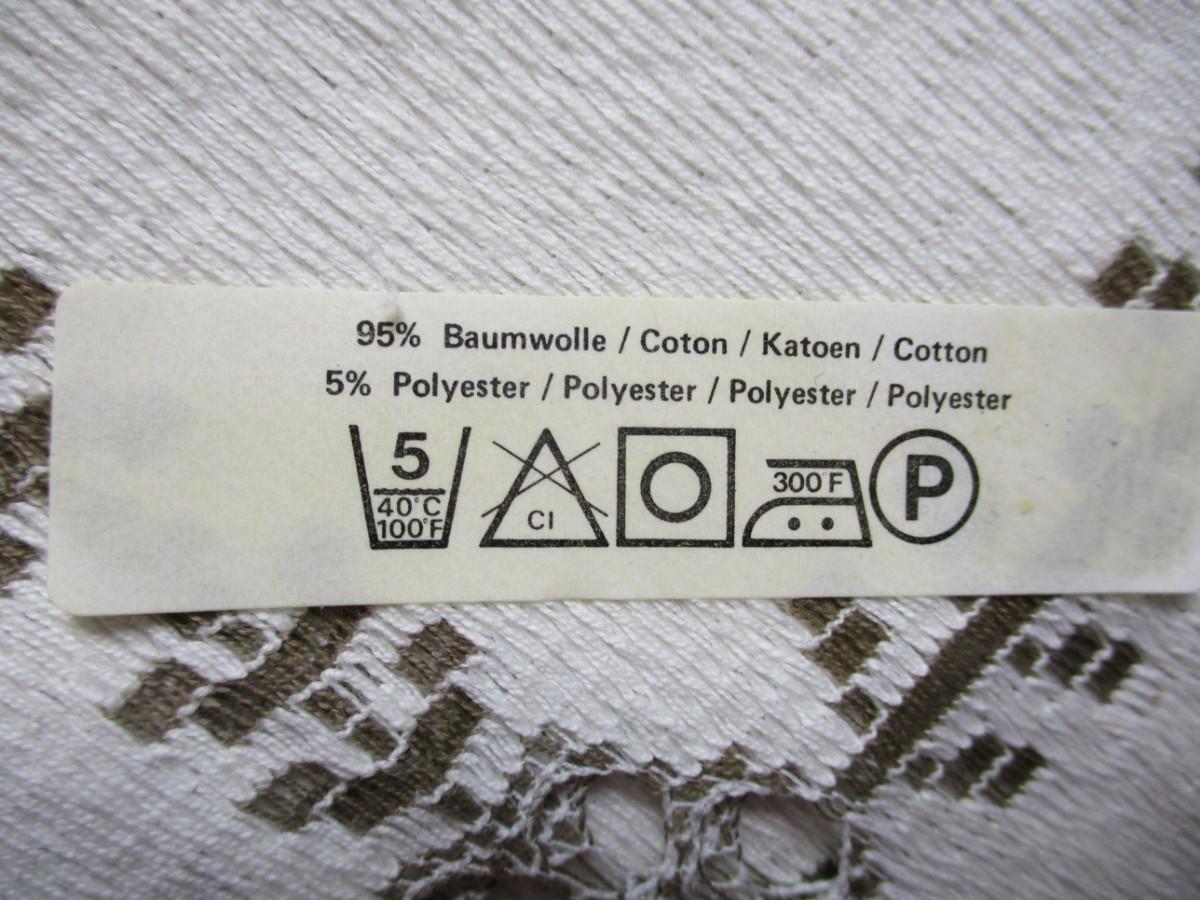 95% Baumwolle / Coton / Katoen / Cotton
5% Polyester / Polyester / Polyester / Polyester
5
40°C
100°F
Cl
300°F
P